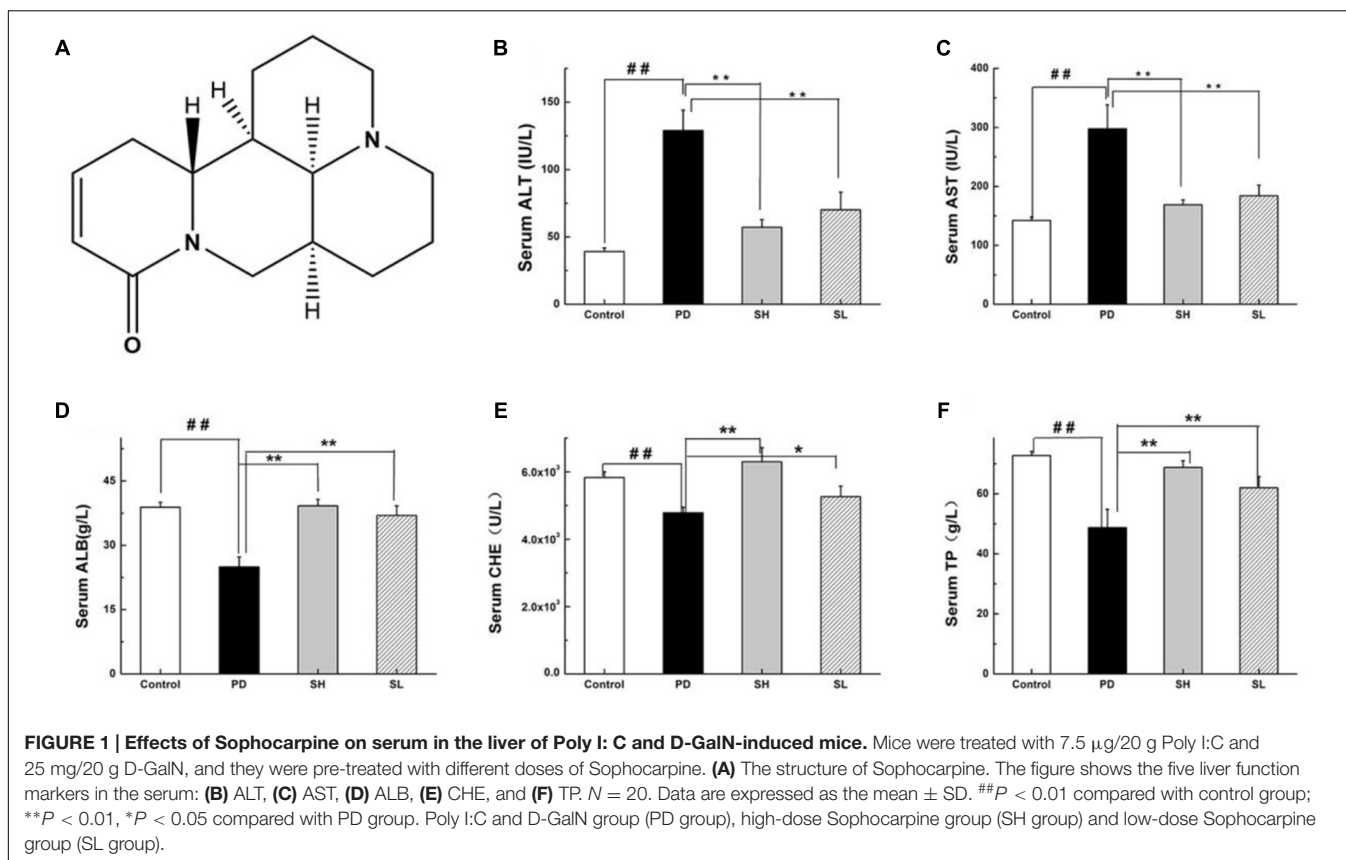 A
H
H
H
N
N
H
O
B
Serum ALT (IU/L)
150
100
50
0
##
**
**
Control PD SH SL
C
Serum AST (IU/L)
400
300
200
100
0
##
**
**
Control PD SH SL
D
Serum ALB(g/L)
45
30
15
0
##
**
**
Control PD SH SL
E
Serum CHE (U/L)
6.0x10³
4.0x10³
2.0x10³
0.0
##
**
*
Control PD SH SL
F
Serum TP (g/L)
60
40
20
0
##
**
**
Control PD SH SL
FIGURE 1 | Effects of Sophocarpine on serum in the liver of Poly I: C and D-GalN-induced mice. Mice were treated with 7.5 μg/20 g Poly I:C and
25 mg/20 g D-GalN, and they were pre-treated with different doses of Sophocarpine. (A) The structure of Sophocarpine. The figure shows the five liver function
markers in the serum: (B) ALT, (C) AST, (D) ALB, (E) CHE, and (F) TP. N = 20. Data are expressed as the mean ± SD. ##P < 0.01 compared with control group;
**P < 0.01, *P < 0.05 compared with PD group. Poly I:C and D-GalN group (PD group), high-dose Sophocarpine group (SH group) and low-dose Sophocarpine
group (SL group).